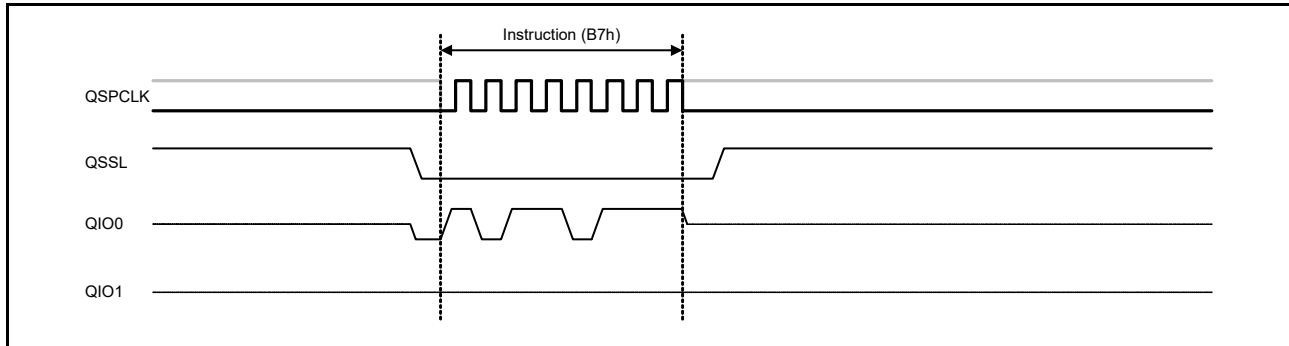 Instruction (B7h)
QSPCLK
QSSL
QIO0
QIO1